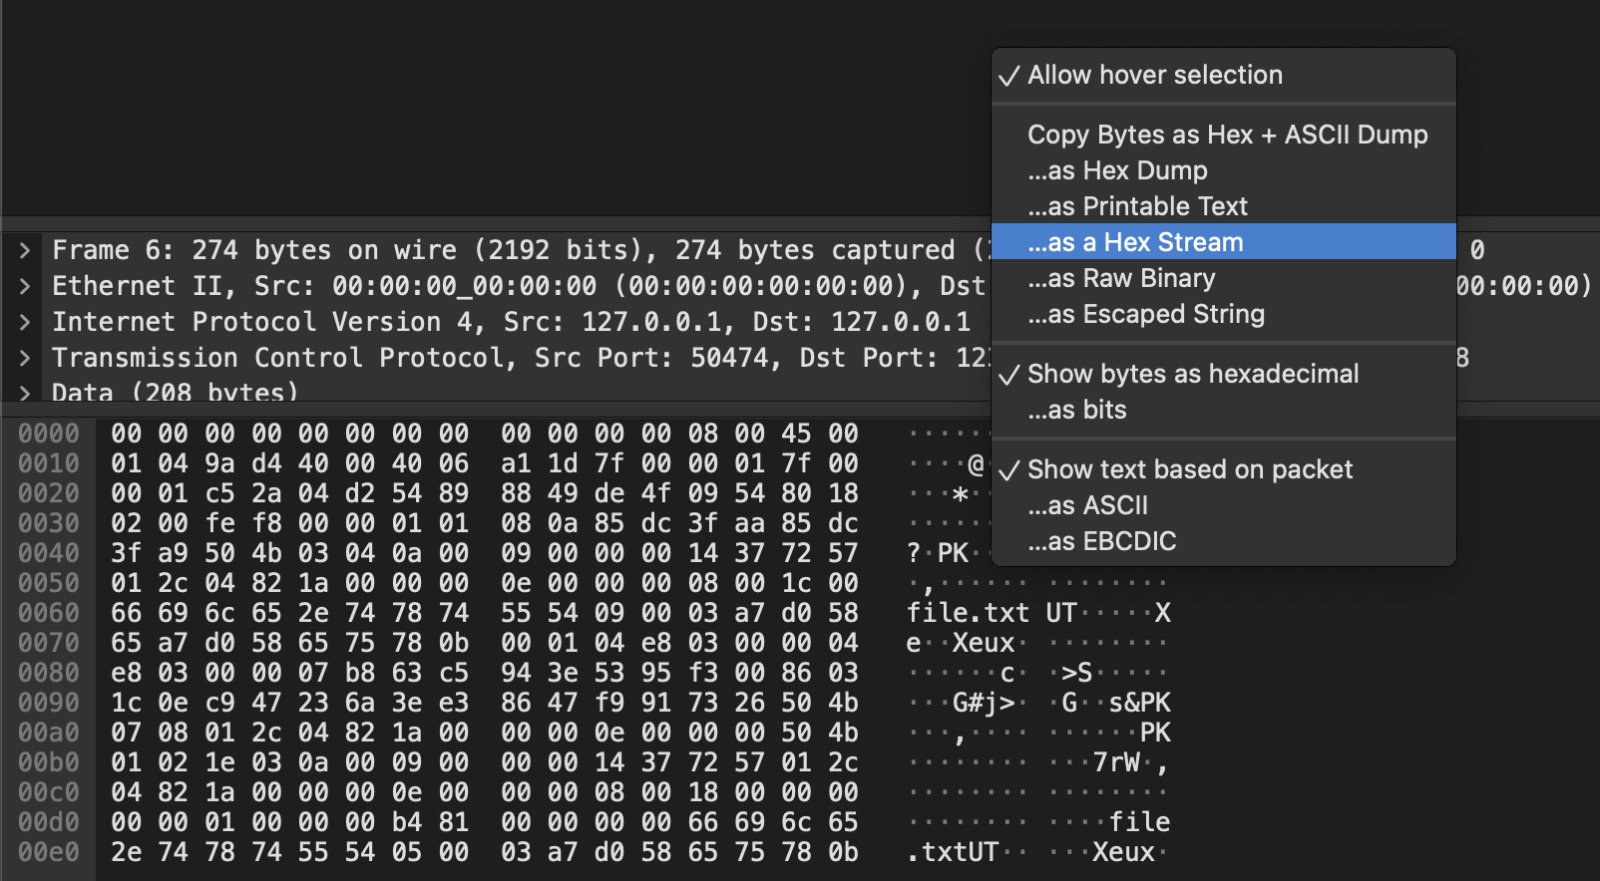 Allow hover selection
Copy Bytes as Hex + ASCII Dump
...as Hex Dump
...as Printable Text
...as a Hex Stream
...as Raw Binary
...as Escaped String
Show bytes as hexadecimal
...as bits
Show text based on packet
...as ASCII
...as EBCDIC
Frame 6: 274 bytes on wire (2192 bits), 274 bytes captured ( 0
Ethernet II, Src: 00:00:00_00:00:00 (00:00:00:00:00:00), Dst 00:00:00)
Internet Protocol Version 4, Src: 127.0.0.1, Dst: 127.0.0.1
Transmission Control Protocol, Src Port: 50474, Dst Port: 12 8
Data (208 bytes)
0000 00 00 00 00 00 00 00 00 00 00 00 00 08 00 45 00 ······
0010 01 04 9a d4 40 00 40 06 a1 1d 7f 00 00 01 7f 00 ····@
0020 00 01 c5 2a 04 d2 54 89 88 49 de 4f 09 54 80 18 ···*·
0030 02 00 fe f8 00 00 01 01 08 0a 85 dc 3f aa 85 dc ······
0040 3f a9 50 4b 03 04 0a 00 09 00 00 00 14 37 72 57 ?·PK·
0050 01 2c 04 82 1a 00 00 00 0e 00 00 00 08 00 1c 00 ·,······ ········
0060 66 69 6c 65 2e 74 78 74 55 54 09 00 03 a7 d0 58 file.txt UT·····X
0070 65 a7 d0 58 65 75 78 0b 00 01 04 e8 03 00 00 04 e··Xeux· ········
0080 e8 03 00 00 07 b8 63 c5 94 3e 53 95 f3 00 86 03 ······c· ·>S·····
0090 1c 0e c9 47 23 6a 3e e3 86 47 f9 91 73 26 50 4b ···G#j>· ·G··s&PK
00a0 07 08 01 2c 04 82 1a 00 00 00 0e 00 00 00 50 4b ···,···· ······PK
00b0 01 02 1e 03 0a 00 09 00 00 00 14 37 72 57 01 2c ········ ···7rW·,
00c0 04 82 1a 00 00 00 0e 00 00 00 08 00 18 00 00 00 ········ ········
00d0 00 00 01 00 00 00 b4 81 00 00 00 00 66 69 6c 65 ········ ····file
00e0 2e 74 78 74 55 54 05 00 03 a7 d0 58 65 75 78 0b .txtUT·· ···Xeux·